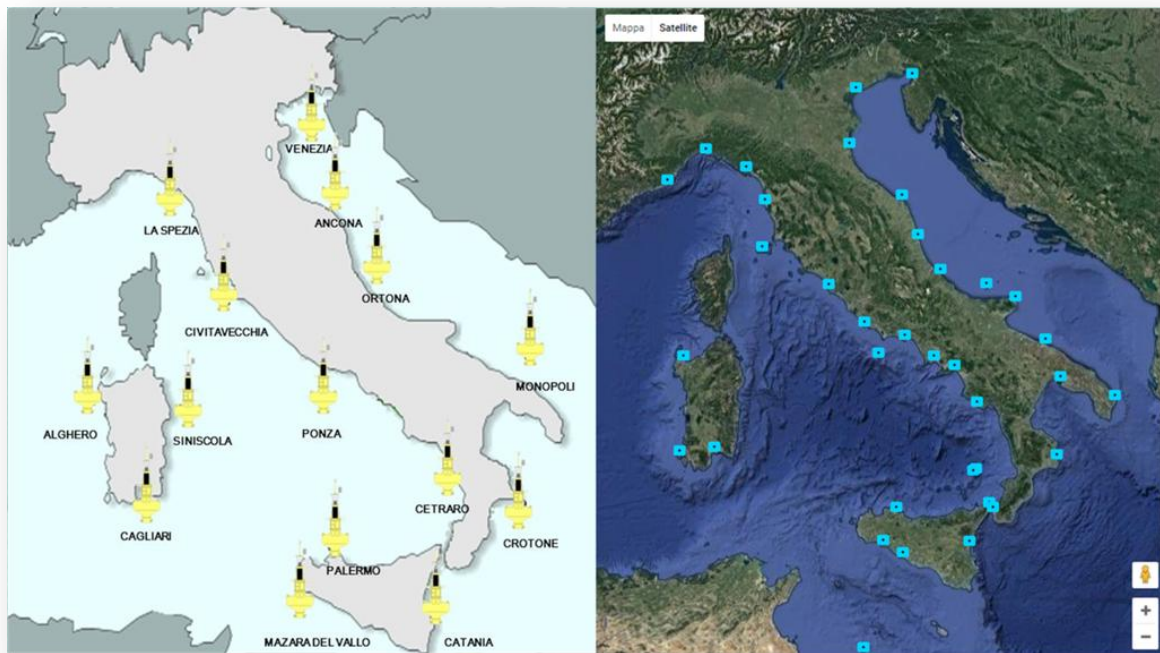 Mappa Satellite
VENEZIA
LA SPEZIA
ANCONA
ORTONA
CIVITAVECCHIA
MONOPOLI
ALGHERO
SINISCOLA
PONZA
CETRARO
CAGLIARI
CROTONE
PALERMO
MAZARA DEL VALLO
CATANIA
+
−